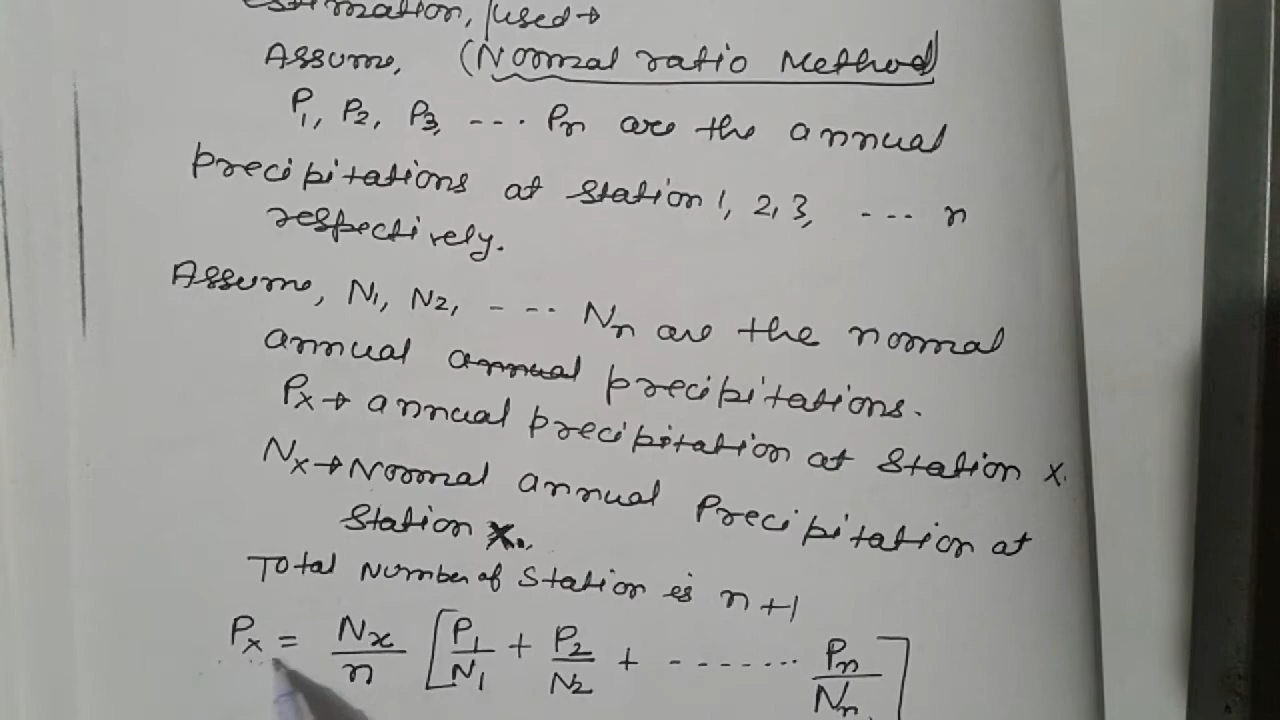 estimation, used →
Assume, (Normal ratio Method)
P1, P2, P3, --- Pn are the annual
precipitations at station 1, 2, 3, --- n
respectively.
Assume, N1, N2, ---- Nn are the normal
annual annual precipitations.
Px → annual precipitation at station x.
Nx → Normal annual Precipitation at
station x.
Total Number of Station is n+1
Px = Nx/n [P1/N1 + P2/N2 + ------- Pn/Nn]